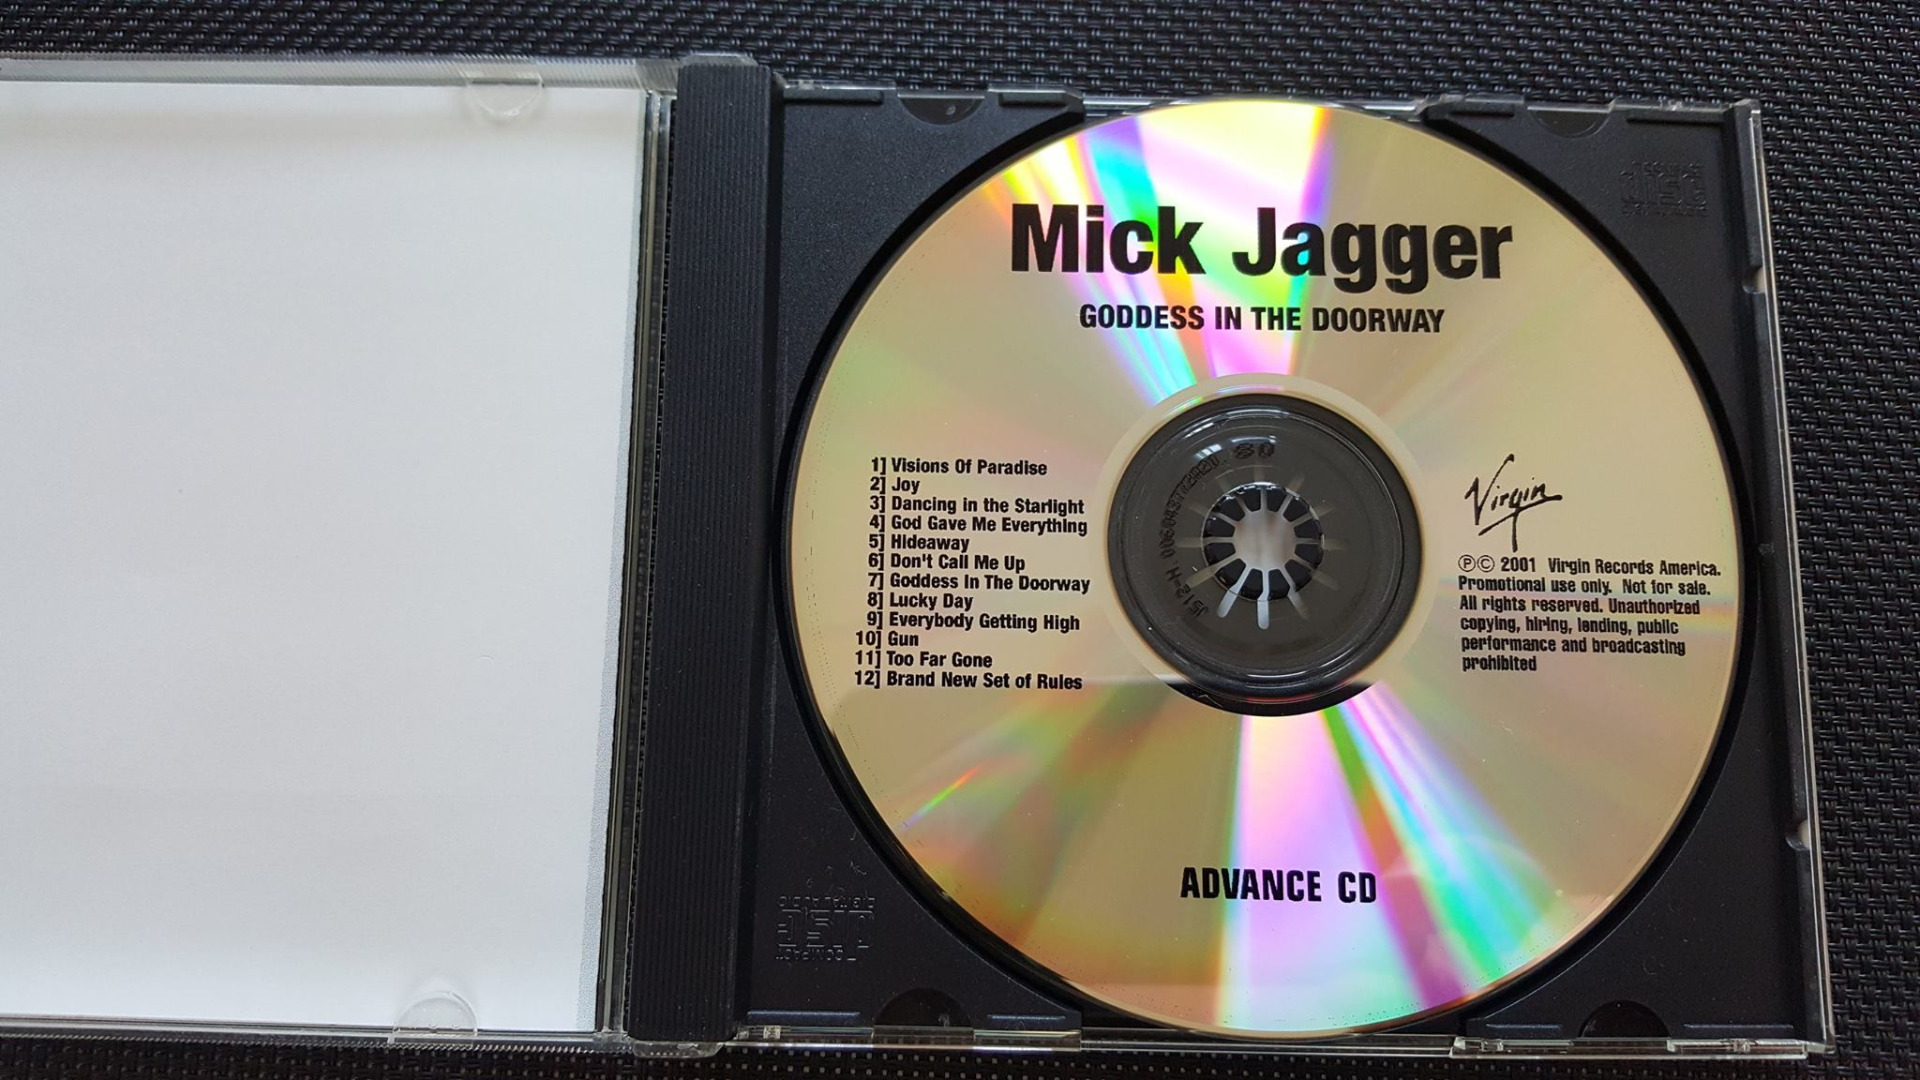 Mick Jagger
GODDESS IN THE DOORWAY
1] Visions Of Paradise
2] Joy
3] Dancing in the Starlight
4] God Gave Me Everything
5] Hideaway
6] Don't Call Me Up
7] Goddess In The Doorway
8] Lucky Day
9] Everybody Getting High
10] Gun
11] Too Far Gone
12] Brand New Set of Rules
Virgin
℗© 2001 Virgin Records America.
Promotional use only. Not for sale.
All rights reserved. Unauthorized
copying, hiring, lending, public
performance and broadcasting
prohibited
ADVANCE CD
COMPACT
disc
DIGITAL AUDIO